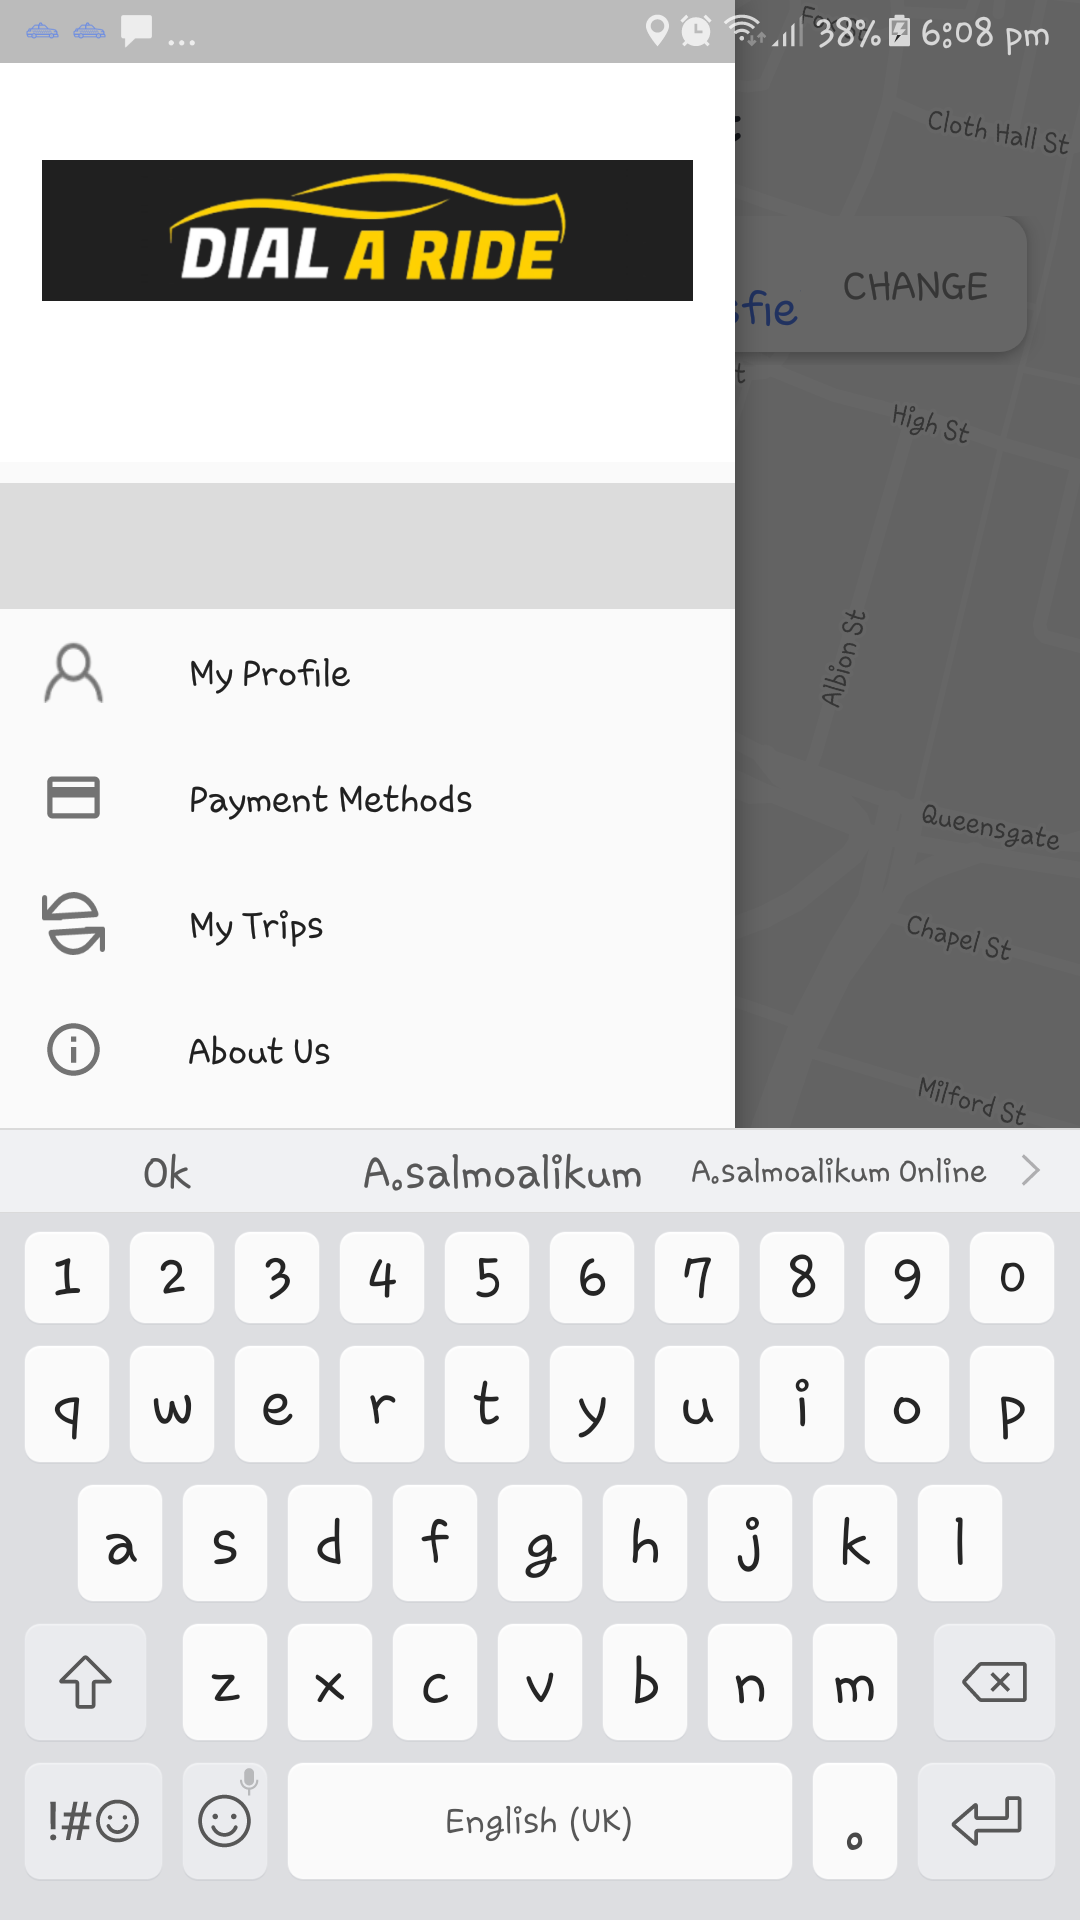 38% 6:08 pm
Cloth Hall St
DIAL A RIDE
CHANGE
sfie
High St
My Profile
Albion St
Payment Methods
Queensgate
My Trips
Chapel St
About Us
Milford St
Ok A.salmoalikum A.salmoalikum Online
1 2 3 4 5 6 7 8 9 0
q w e r t y u i o p
a s d f g h j k l
z x c v b n m
!# English (UK) .